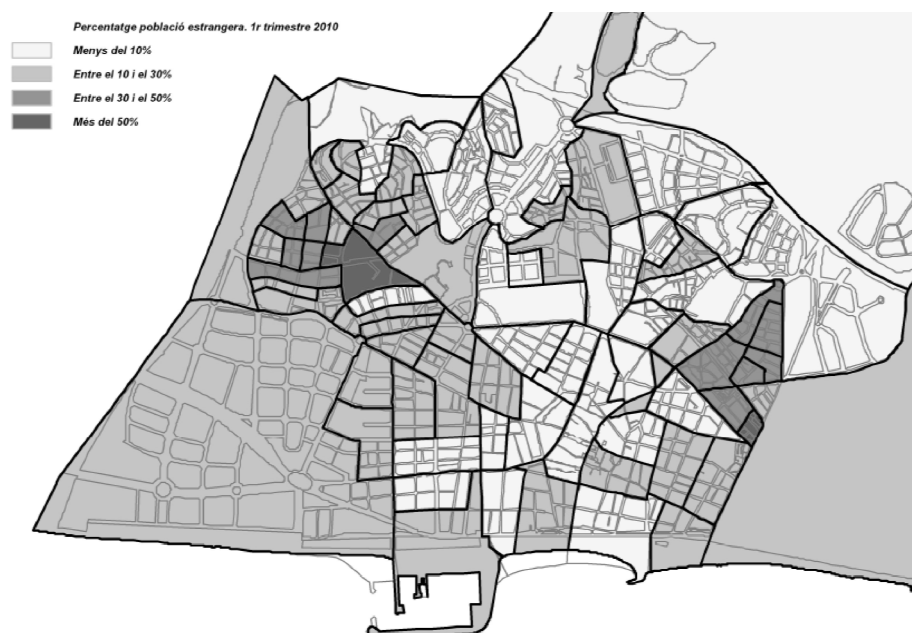 Percentatge població estrangera. 1r trimestre 2010
Menys del 10%
Entre el 10 i el 30%
Entre el 30 i el 50%
Més del 50%